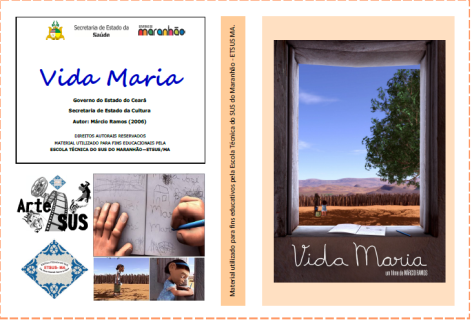 Secretaria de Estado da
Saúde
maranhão
Vida Maria
Governo do Estado do Ceará
Secretaria de Estado da Cultura
Autor: Márcio Ramos (2006)
DIREITOS AUTORAIS RESERVADOS
MATERIAL UTILIZADO PARA FINS EDUCACIONAIS PELA
ESCOLA TÉCNICA DO SUS DO MARANHÃO—ETSUS/MA
Arte
SUS
ETSUS-MA
Material utilizado para fins educativos pela Escola Técnica do SUS do Maranhão - ETSUS MA.
Vida Maria
um filme de MÁRCIO RAMOS